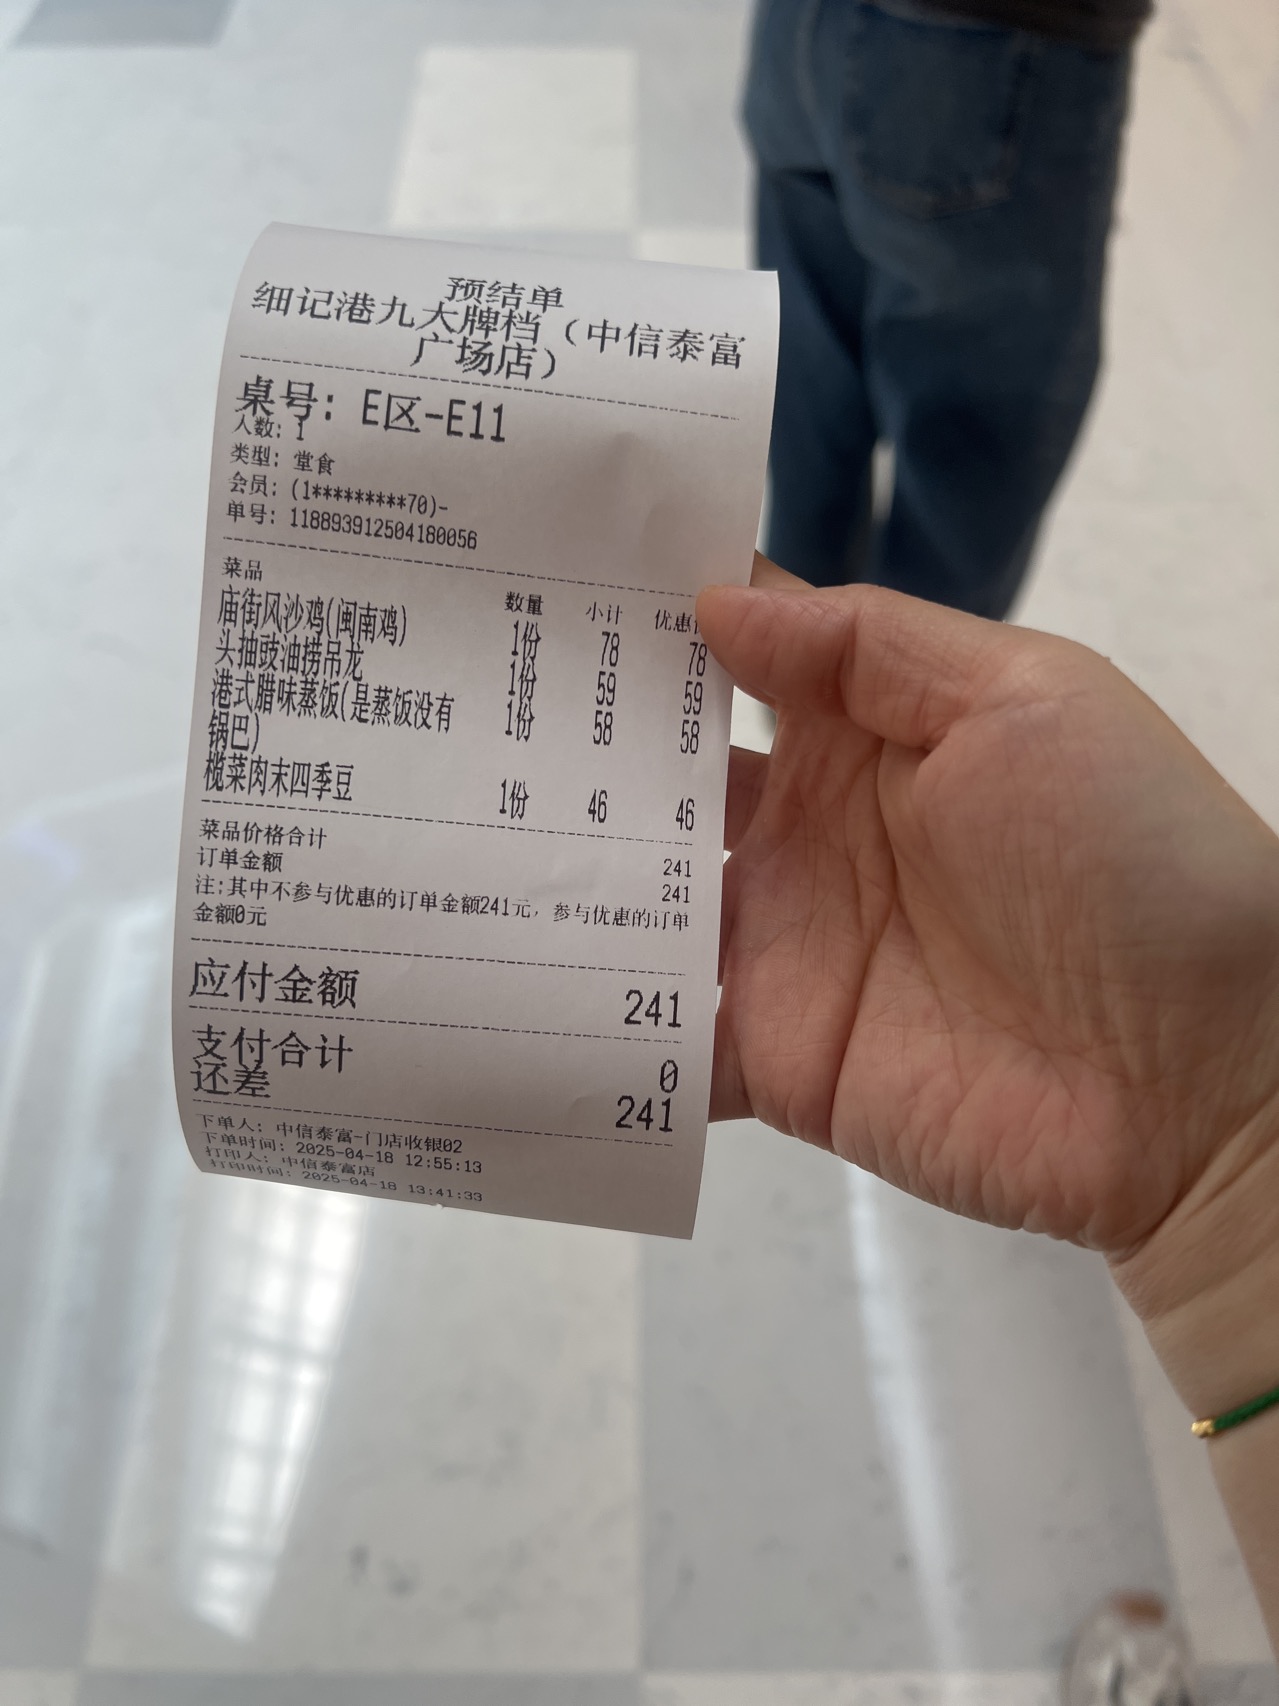 预结单
细记港九大牌档（中信泰富
广场店）
桌号: E区-E11
人数: 1
类型: 堂食
会员: (1*********70)-
单号: 118893912504180056
菜品 数量 小计 优惠
庙街风沙鸡(闽南鸡) 1份 78 78
头抽豉油捞吊龙 1份 59 59
港式腊味蒸饭(是蒸饭没有 1份 58 58
锅巴)
榄菜肉末四季豆 1份 46 46
菜品价格合计 241
订单金额 241
注:其中不参与优惠的订单金额241元, 参与优惠的订单
金额0元
应付金额 241
支付合计 0
还差 241
下单人: 中信泰富-门店收银02
下单时间: 2025-04-18 12:55:13
打印人: 中信泰富店
打印时间: 2025-04-18 13:41:33